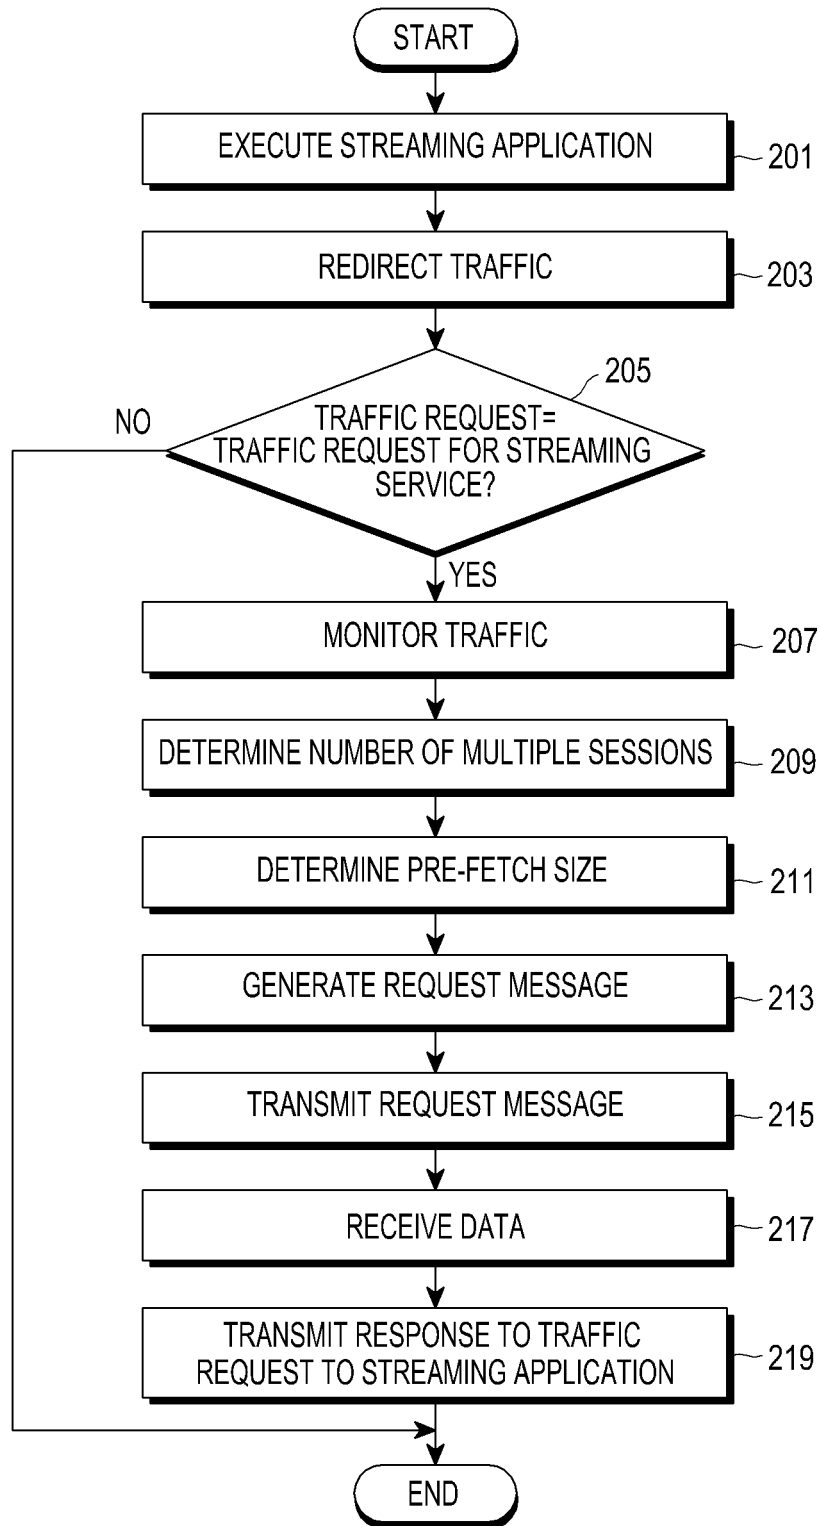 START
EXECUTE STREAMING APPLICATION
201
REDIRECT TRAFFIC
203
205
NO
TRAFFIC REQUEST=
TRAFFIC REQUEST FOR STREAMING
SERVICE?
YES
MONITOR TRAFFIC
207
DETERMINE NUMBER OF MULTIPLE SESSIONS
209
DETERMINE PRE-FETCH SIZE
211
GENERATE REQUEST MESSAGE
213
TRANSMIT REQUEST MESSAGE
215
RECEIVE DATA
217
TRANSMIT RESPONSE TO TRAFFIC
REQUEST TO STREAMING APPLICATION
219
END